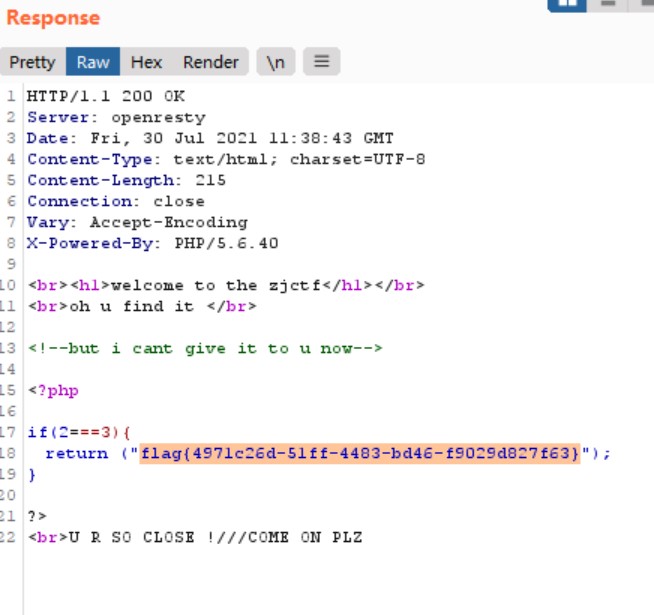 Response
Pretty Raw Hex Render \n ≡
1 HTTP/1.1 200 OK
2 Server: openresty
3 Date: Fri, 30 Jul 2021 11:38:43 GMT
4 Content-Type: text/html; charset=UTF-8
5 Content-Length: 215
6 Connection: close
7 Vary: Accept-Encoding
8 X-Powered-By: PHP/5.6.40
9
10 <br><h1>welcome to the zjctf</h1></br>
11 <br>oh u find it </br>
12
13 <!--but i cant give it to u now-->
14
15 <?php
16
17 if(2===3){
18   return ("flag{4971c26d-51ff-4483-bd46-f9029d827f63}");
19 }
20
21 ?>
22 <br>U R SO CLOSE !///COME ON PLZ